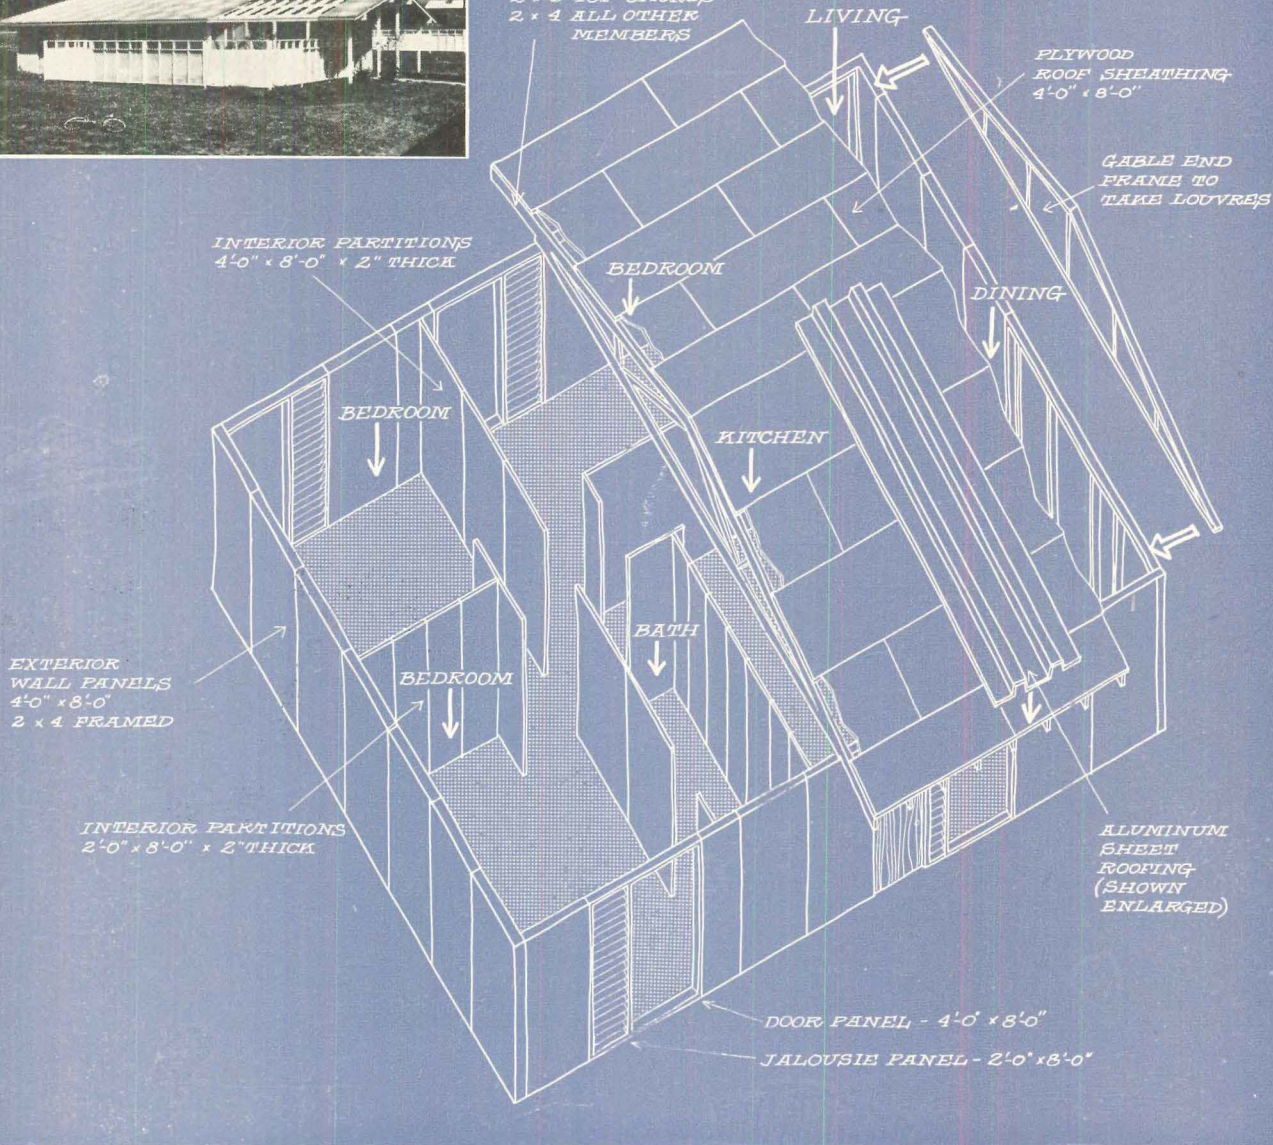 2 x 4 ALL OTHER
MEMBERS
LIVING
PLYWOOD
ROOF SHEATHING
4'-0" x 8'-0"
GABLE END
FRAME TO
TAKE LOUVRES
INTERIOR PARTITIONS
4'-0" x 8'-0" x 2" THICK
BEDROOM
DINING
BEDROOM
KITCHEN
BATH
EXTERIOR
WALL PANELS
4'-0" x 8'-0"
2 x 4 FRAMED
BEDROOM
INTERIOR PARTITIONS
2'-0" x 8'-0" x 2" THICK
ALUMINUM
SHEET
ROOFING
(SHOWN
ENLARGED)
DOOR PANEL - 4'-0" x 8'-0"
JALOUSIE PANEL - 2'-0" x 8'-0"